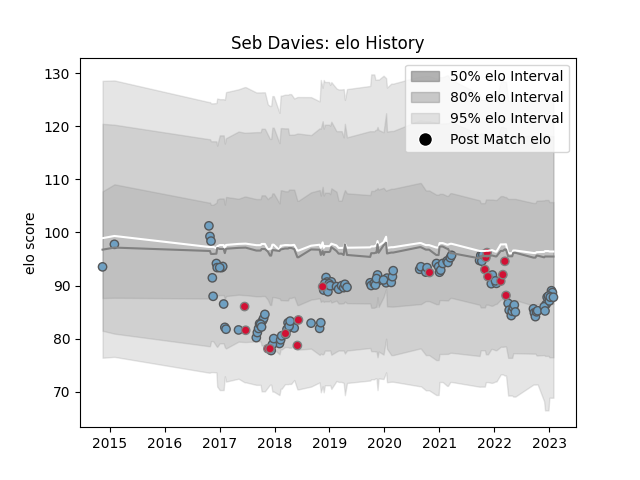 Seb Davies: elo History
130
120
110
100
90
80
70
elo score
50% elo Interval
80% elo Interval
95% elo Interval
Post Match elo
2015 2016 2017 2018 2019 2020 2021 2022 2023